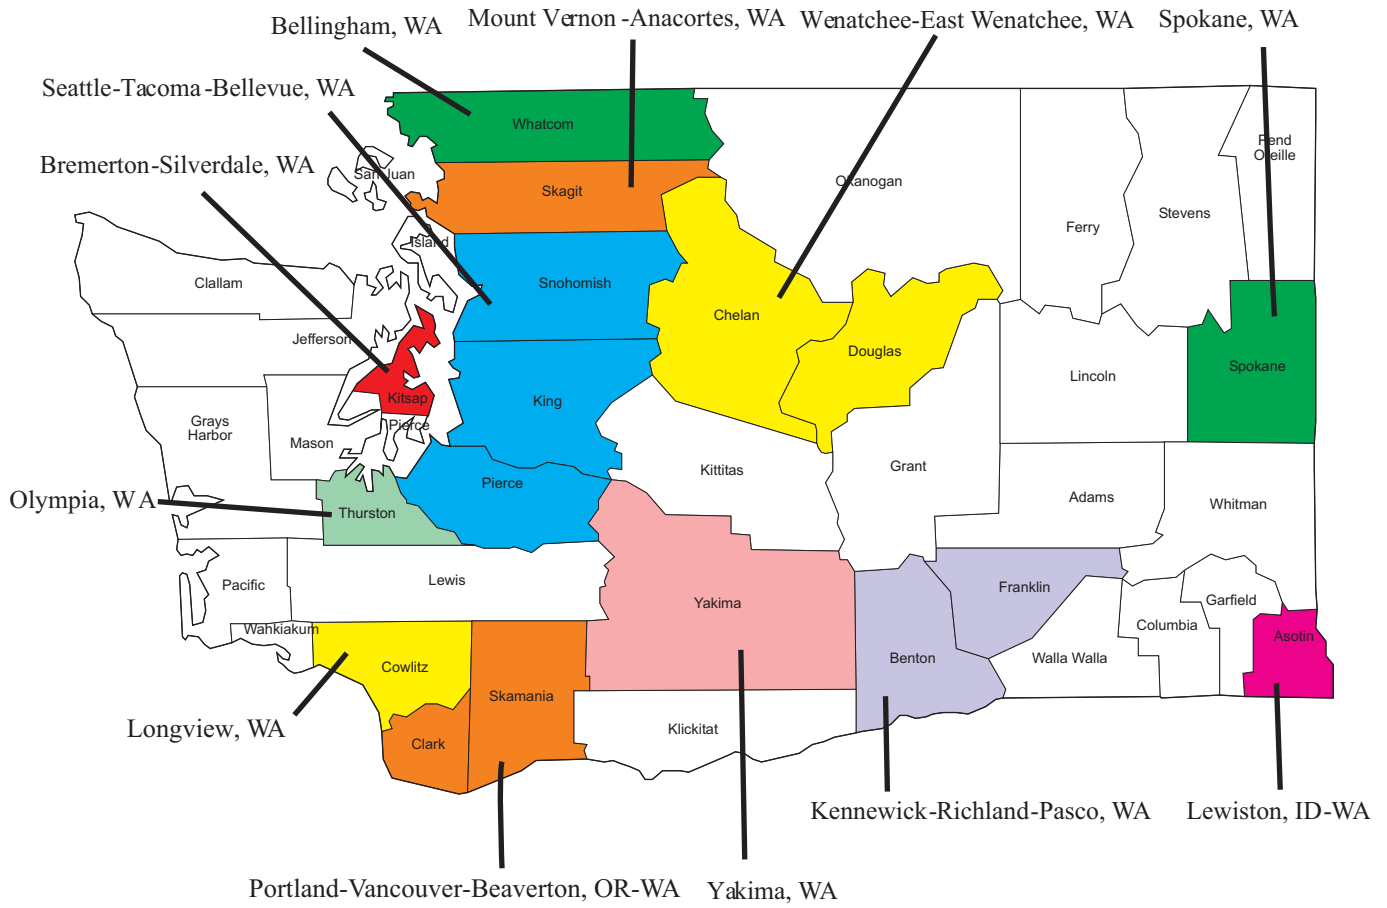 Bellingham, WA
Mount Vernon-Anacortes, WA
Wenatchee-East Wenatchee, WA
Spokane, WA
Seattle-Tacoma-Bellevue, WA
Bremerton-Silverdale, WA
Whatcom
San Juan
Skagit
Okanogan
Pend
Oreille
Ferry
Stevens
Island
Clallam
Snohomish
Chelan
Jefferson
Douglas
Spokane
Lincoln
Kitsap
King
Pierce
Grays
Harbor
Mason
Kittitas
Grant
Pierce
Adams
Whitman
Olympia, WA
Thurston
Lewis
Pacific
Yakima
Franklin
Garfield
Columbia
Wahkiakum
Asotin
Cowlitz
Benton
Walla Walla
Skamania
Klickitat
Clark
Longview, WA
Kennewick-Richland-Pasco, WA
Lewiston, ID-WA
Portland-Vancouver-Beaverton, OR-WA
Yakima, WA